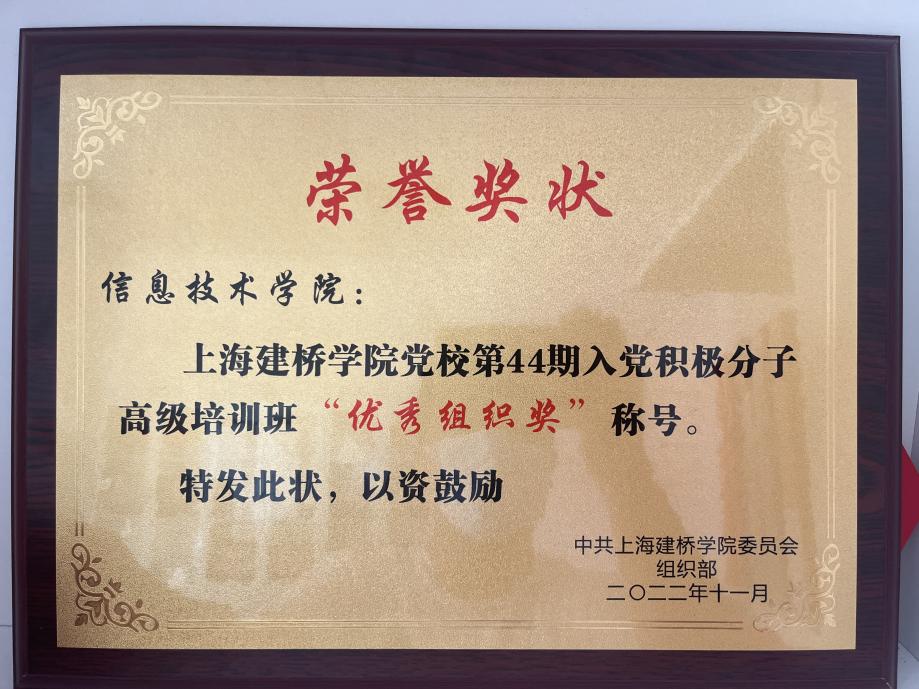 荣誉奖状
信息技术学院：
上海建桥学院党校第44期入党积极分子
高级培训班“优秀组织奖”称号。
特发此状，以资鼓励
中共上海建桥学院委员会
组织部
二〇二二年十一月